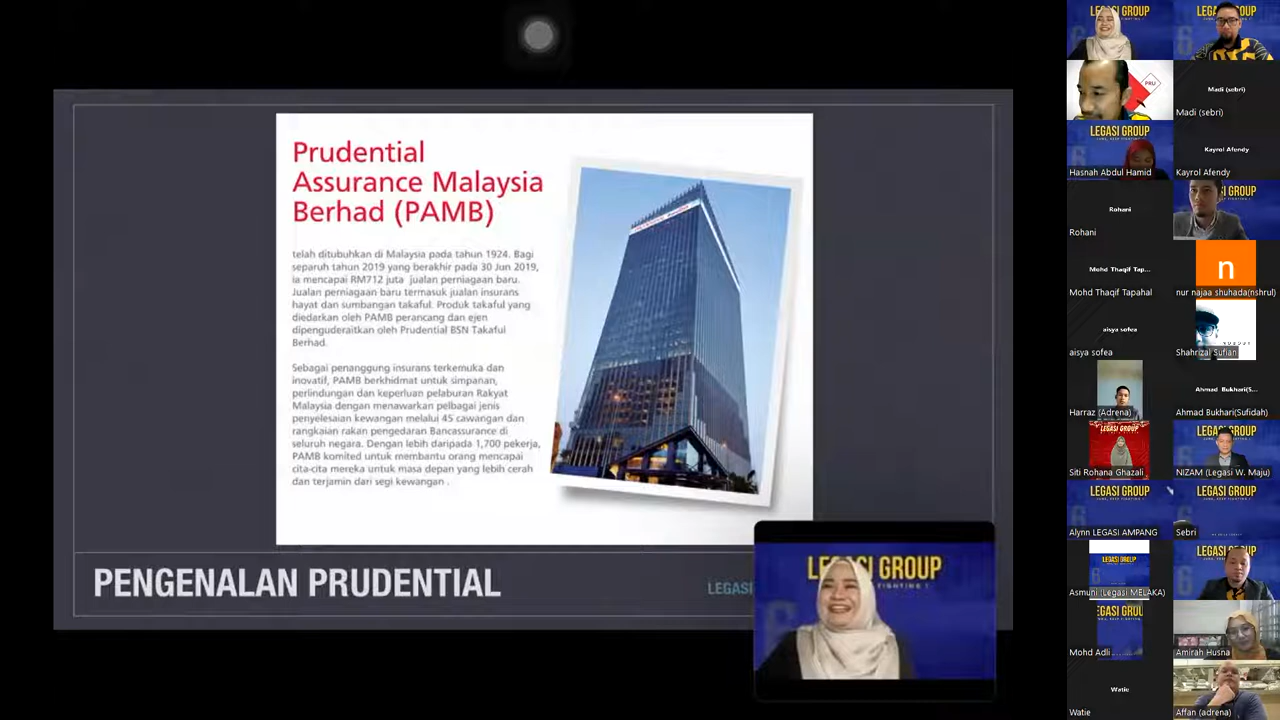 Prudential
Assurance Malaysia
Berhad (PAMB)
telah ditubuhkan di Malaysia pada tahun 1924. Bagi
separuh tahun 2019 yang berakhir pada 30 Jun 2019,
ia mencapai RM712 juta jualan perniagaan baru.
Jualan perniagaan baru termasuk jualan insurans
hayat dan sumbangan takaful. Produk takaful yang
diedarkan oleh PAMB perancang dan ejen
dipenguderaitkan oleh Prudential BSN Takaful
Berhad.
Sebagai penanggung insurans terkemuka dan
inovatif, PAMB berkhidmat untuk simpanan,
perlindungan dan keperluan pelaburan Rakyat
Malaysia dengan menawarkan pelbagai jenis
penyelesaian kewangan melalui 45 cawangan dan
rangkaian rakan pengedaran Bancassurance di
seluruh negara. Dengan lebih daripada 1,700 pekerja,
PAMB komited untuk membantu orang mencapai
cita-cita mereka untuk masa depan yang lebih cerah
dan terjamin dari segi kewangan .
PENGENALAN PRUDENTIAL
LEGASI
LEGASI GROUP
FIGHTING !
LEGASI GROUP
PRU
Madi (sebri)
Madi (sebri)
LEGASI GROUP
Hasnah Abdul Hamid
Kayrol Afendy
Kayrol Afendy
Rohani
Rohani
GROUP
Mohd Thaqif Tap...
Mohd Thaqif Tapahal
n
nur najaa shuhada(nshrul)
aisya sofea
aisya sofea
Shahrizal Sufian
Harraz (Adrena)
Ahmad Bukhari(S...
Ahmad Bukhari(Sufidah)
LEGASI GROUP
Siti Rohana Ghazali
LEGASI GROUP
NIZAM (Legasi W. Maju)
LEGASI GROUP
Alynn LEGASI AMPANG
LEGASI GROUP
Sebri
LEGASI GROUP
Asmuni (Legasi MELAKA)
Mohd Adli
Amirah Husna
Watie
Watie
Affan (adrena)